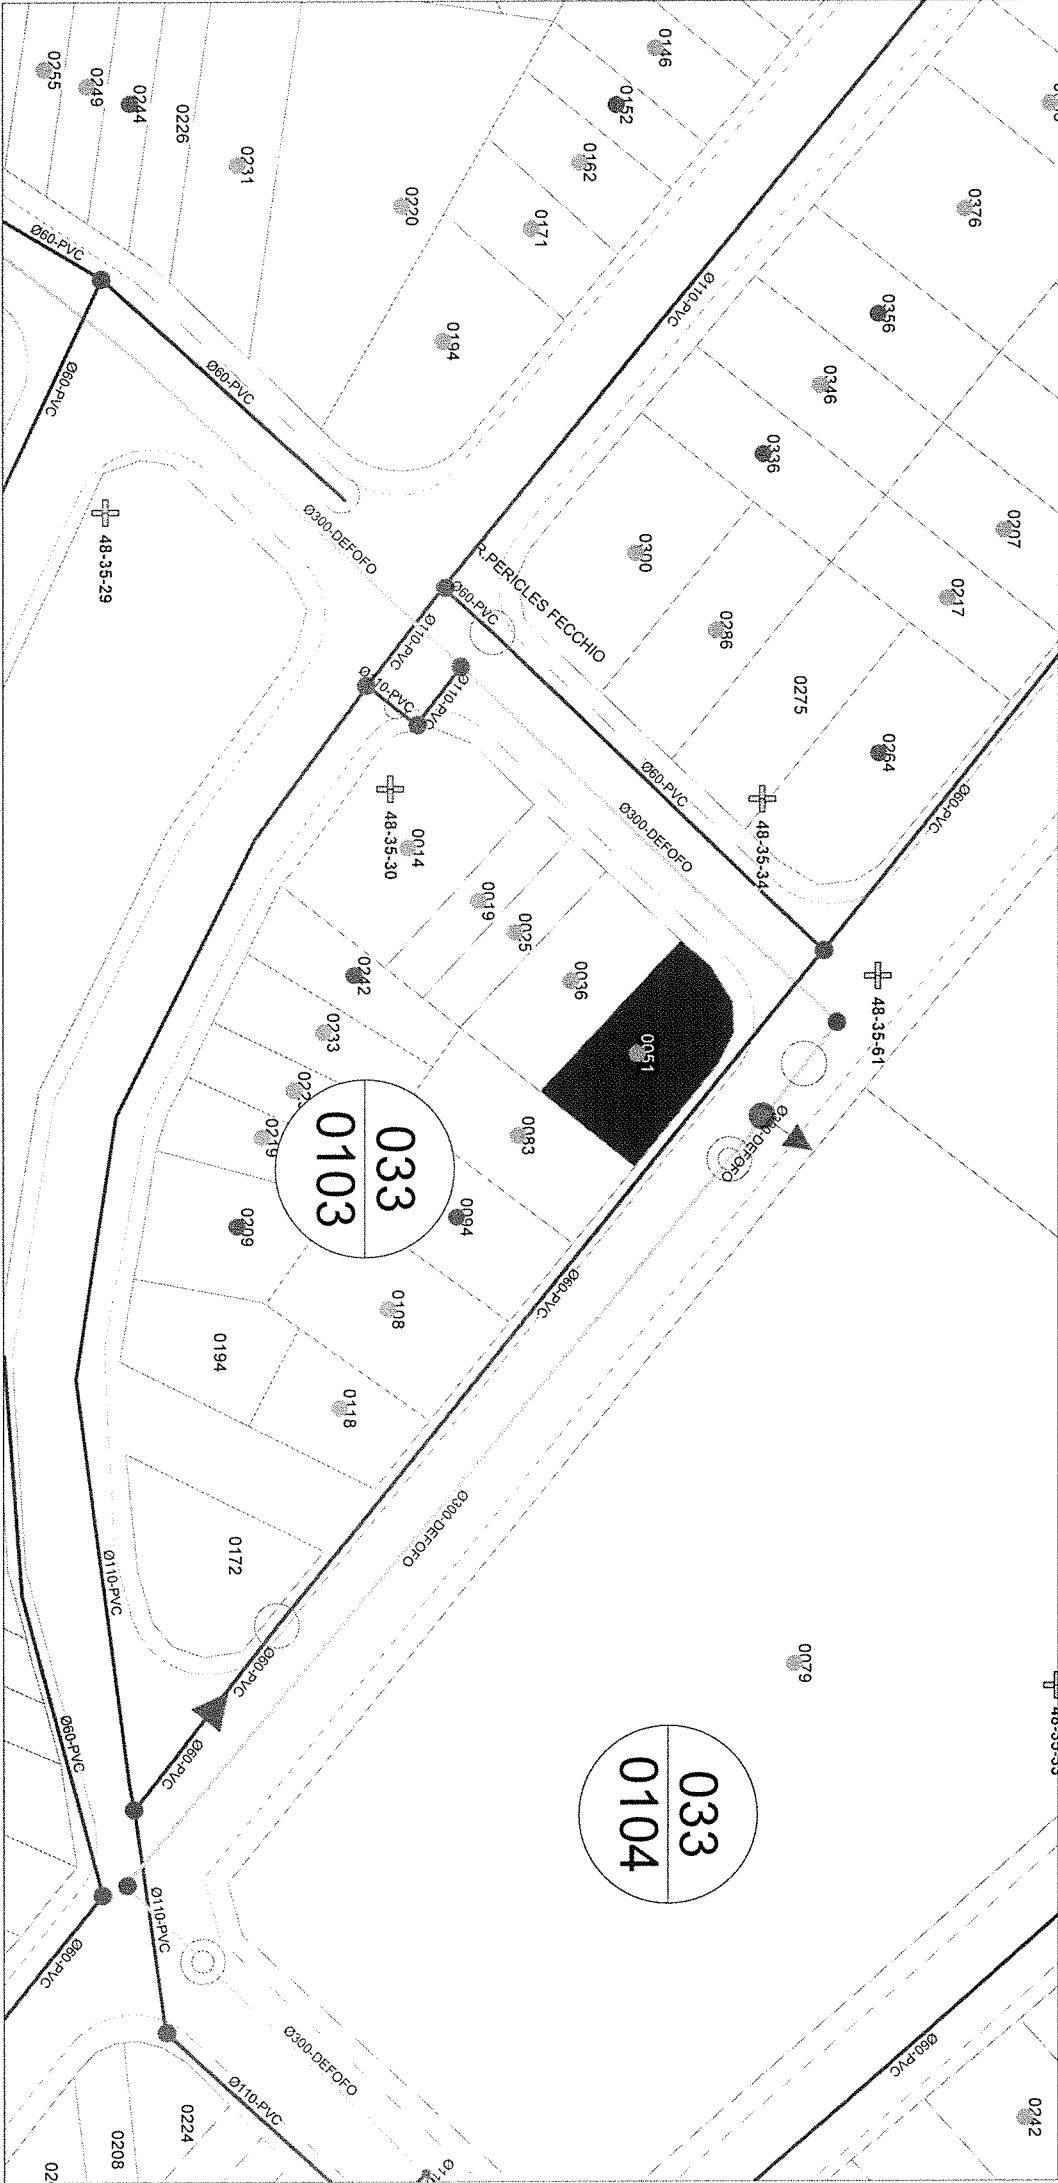 0146
0152
0162
0171
0220
0194
0231
0226
0244
0249
0255
0376
0356
0346
0336
0300
0286
0207
0217
0275
0264
Ø110-PVC
Ø60-PVC
Ø60-PVC
Ø60-PVC
Ø300-DEFOFO
R.PERICLES FECCHIO
Ø60-PVC
Ø110-PVC
Ø110-PVC
Ø110-PVC
48-35-29
48-35-30
48-35-34
48-35-61
Ø60-PVC
Ø300-DEFOFO
Ø60-PVC
0014
0019
0025
0036
0051
0083
0094
0108
0118
0242
0233
0219
0209
0194
0172
033
0103
Ø60-PVC
Ø300-DEFOFO
Ø110-PVC
Ø60-PVC
Ø60-PVC
Ø60-PVC
Ø60-PVC
Ø110-PVC
Ø300-DEFOFO
Ø110-PVC
0079
033
0104
Ø60-PVC
0242
0224
0208